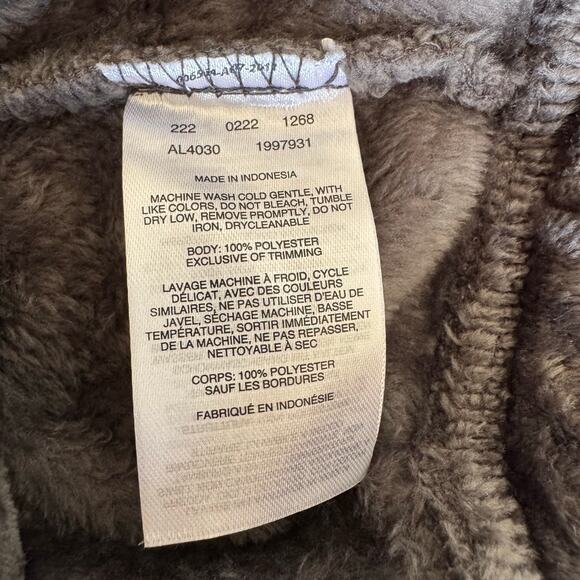 222 0222 1268
AL4030 1997931
MADE IN INDONESIA
MACHINE WASH COLD GENTLE, WITH
LIKE COLORS, DO NOT BLEACH, TUMBLE
DRY LOW, REMOVE PROMPTLY, DO NOT
IRON, DRYCLEANABLE
BODY: 100% POLYESTER
EXCLUSIVE OF TRIMMING
LAVAGE MACHINE À FROID, CYCLE
DÉLICAT, AVEC DES COULEURS
SIMILAIRES, NE PAS UTILISER D'EAU DE
JAVEL, SÉCHAGE MACHINE, BASSE
TEMPÉRATURE, SORTIR IMMÉDIATEMENT
DE LA MACHINE, NE PAS REPASSER,
NETTOYABLE À SEC
CORPS: 100% POLYESTER
SAUF LES BORDURES
FABRIQUÉ EN INDONÉSIE